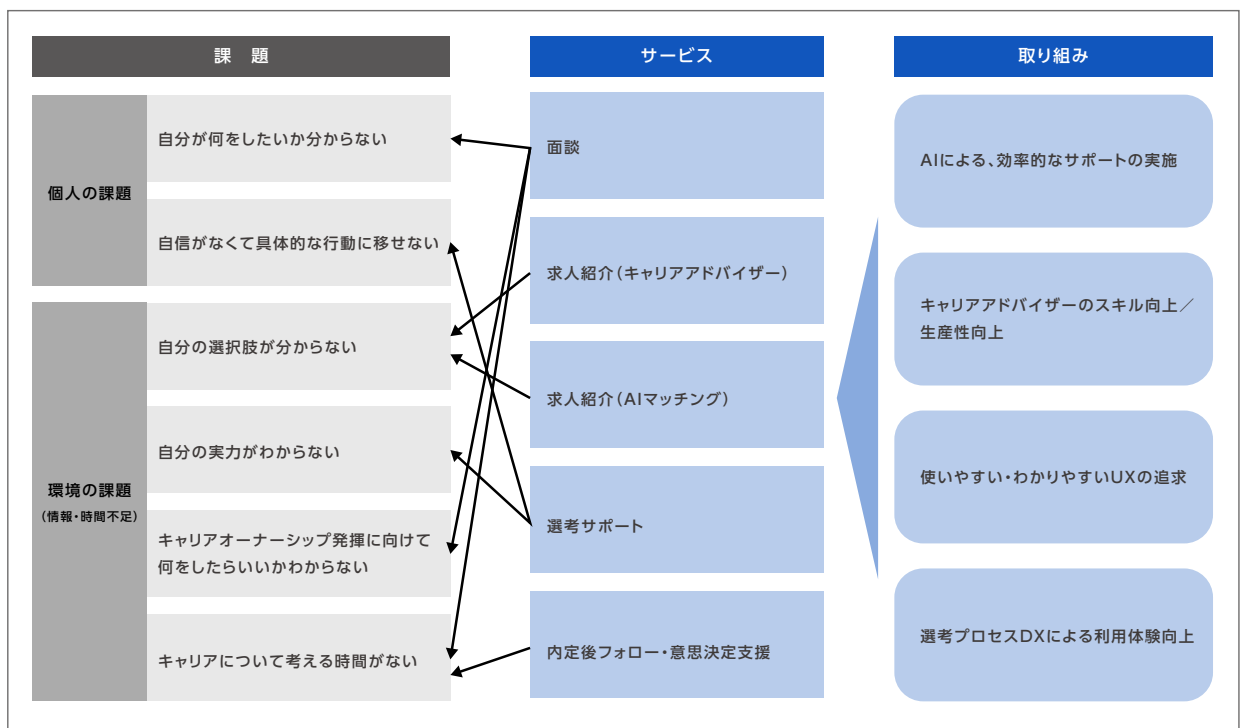 課 題
サービス
取り組み
個人の課題
自分が何をしたいか分からない
自信がなくて具体的な行動に移せない
環境の課題
(情報・時間不足)
自分の選択肢が分からない
自分の実力がわからない
キャリアオーナーシップ発揮に向けて
何をしたらいいかわからない
キャリアについて考える時間がない
面談
求人紹介(キャリアアドバイザー)
求人紹介(AIマッチング)
選考サポート
内定後フォロー・意思決定支援
AIによる、効率的なサポートの実施
キャリアアドバイザーのスキル向上／
生産性向上
使いやすい・わかりやすいUXの追求
選考プロセスDXによる利用体験向上